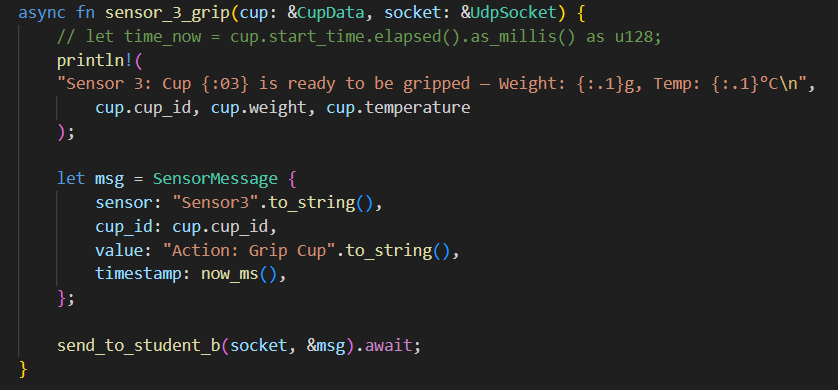 async fn sensor_3_grip(cup: &CupData, socket: &UdpSocket) {
    // let time_now = cup.start_time.elapsed().as_millis() as u128;
    println!(
    "Sensor 3: Cup {:03} is ready to be gripped — Weight: {:.1}g, Temp: {:.1}°C\n",
        cup.cup_id, cup.weight, cup.temperature
    );

    let msg = SensorMessage {
        sensor: "Sensor3".to_string(),
        cup_id: cup.cup_id,
        value: "Action: Grip Cup".to_string(),
        timestamp: now_ms(),
    };

    send_to_student_b(socket, &msg).await;
}